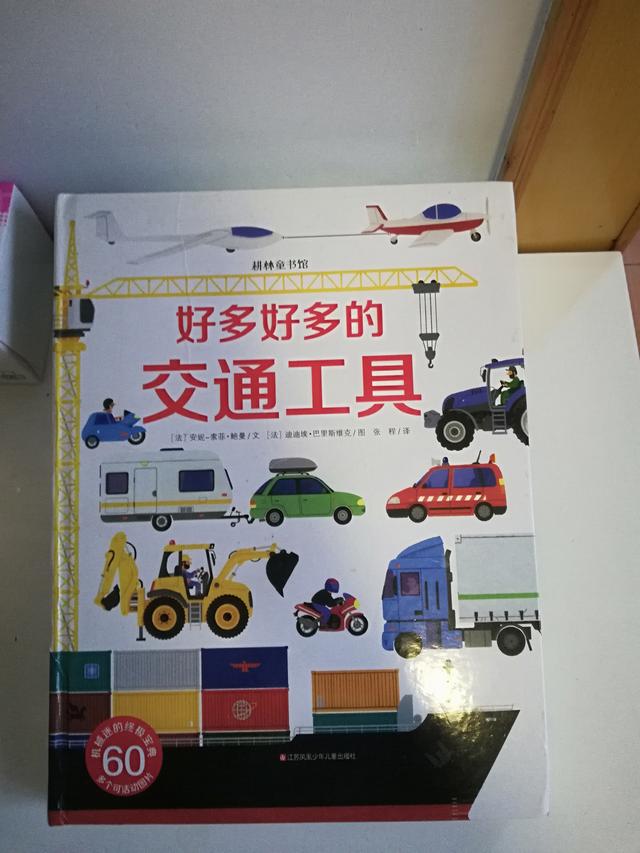 耕林童书馆
好多好多的
交通工具
[法]安妮-索菲·鲍曼/文 [法]迪迪埃·巴里斯维克/图 张 程/译
机械迷的终极宝典
60
多个可活动图片
江苏凤凰少年儿童出版社